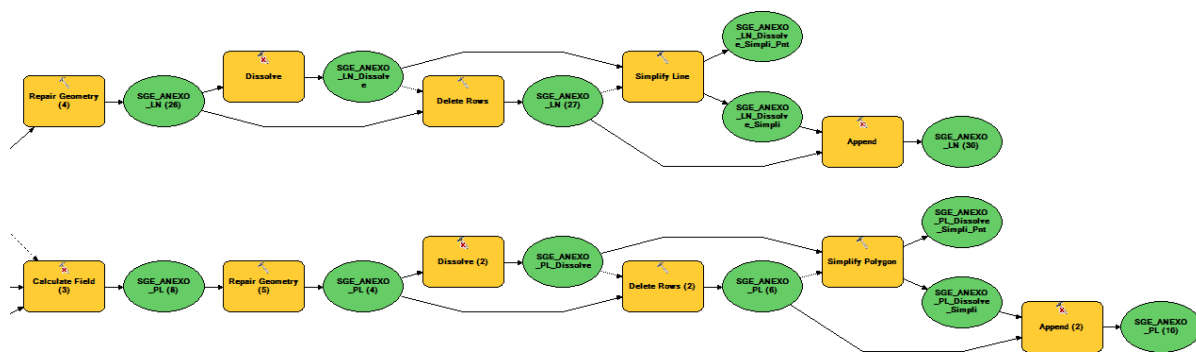 SGE_ANEXO
_LN_Dissolv
e_Simpli_Pnt
Repair Geometry
(4)
SGE_ANEXO
_LN (26)
Dissolve
SGE_ANEXO
_LN_Dissolv
e
Delete Rows
SGE_ANEXO
_LN (27)
Simplify Line
SGE_ANEXO
_LN_Dissolv
e_Simpli
Append
SGE_ANEXO
_LN (30)
SGE_ANEXO
_PL_Dissolve
_Simpli_Pnt
Calculate Field
(3)
SGE_ANEXO
_PL (8)
Repair Geometry
(5)
SGE_ANEXO
_PL (4)
Dissolve (2)
SGE_ANEXO
_PL_Dissolve
Delete Rows (2)
SGE_ANEXO
_PL (6)
Simplify Polygon
SGE_ANEXO
_PL_Dissolve
_Simpli
Append (2)
SGE_ANEXO
_PL (10)